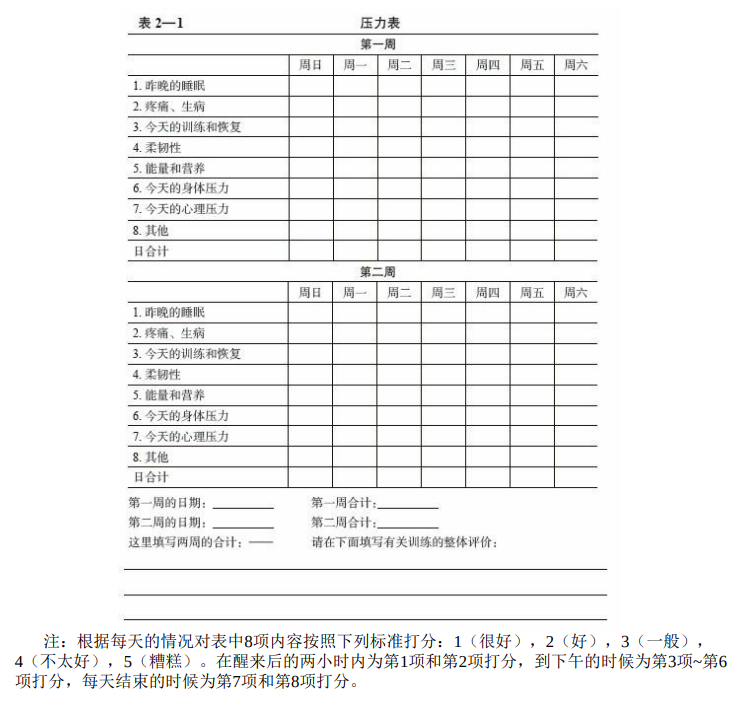 表 2—1 压力表
第一周
周日 周一 周二 周三 周四 周五 周六
1. 昨晚的睡眠
2. 疼痛、生病
3. 今天的训练和恢复
4. 柔韧性
5. 能量和营养
6. 今天的身体压力
7. 今天的心理压力
8. 其他
日合计
第二周
周日 周一 周二 周三 周四 周五 周六
1. 昨晚的睡眠
2. 疼痛、生病
3. 今天的训练和恢复
4. 柔韧性
5. 能量和营养
6. 今天的身体压力
7. 今天的心理压力
8. 其他
日合计
第一周的日期： 第一周合计：
第二周的日期： 第二周合计：
这里填写两周的合计：—— 请在下面填写有关训练的整体评价：
注：根据每天的情况对表中8项内容按照下列标准打分：1（很好），2（好），3（一般），
4（不太好），5（糟糕）。在醒来后的两小时内为第1项和第2项打分，到下午的时候为第3项~第6
项打分，每天结束的时候为第7项和第8项打分。